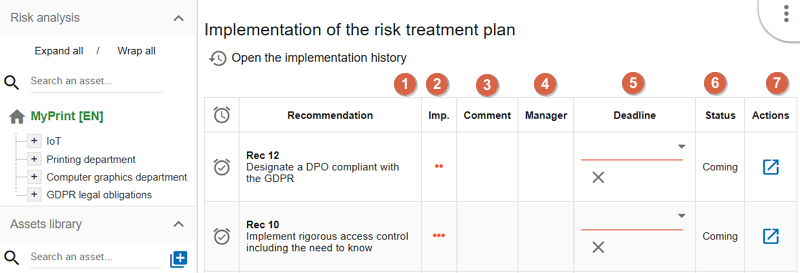 Risk analysis
Expand all / Wrap all
Search an asset...
MyPrint [EN]
+ IoT
+ Printing department
+ Computer graphics department
+ GDPR legal obligations
Assets library
Search an asset...
Implementation of the risk treatment plan
Open the implementation history
1 2 3 4 5 6 7
Recommendation Imp. Comment Manager Deadline Status Actions
Rec 12
Designate a DPO compliant with
the GDPR
•• Coming
Rec 10
Implement rigorous access control
including the need to know
••• Coming